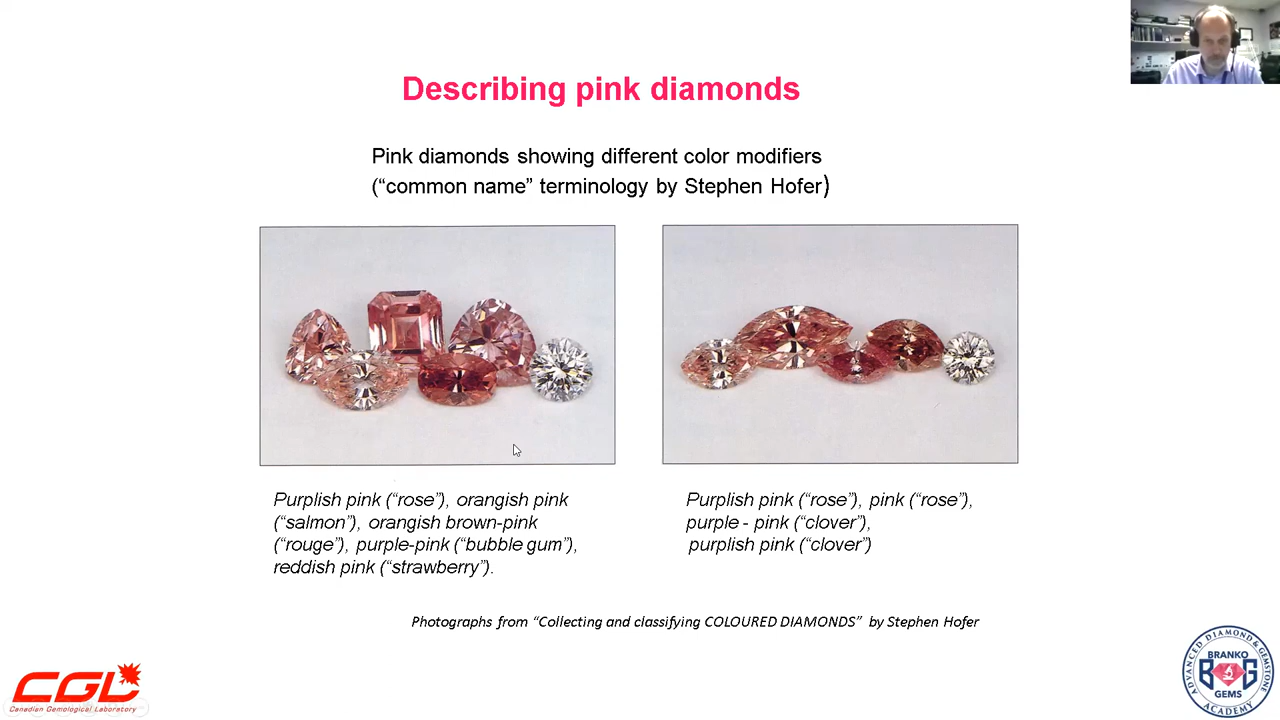 Describing pink diamonds
Pink diamonds showing different color modifiers
(“common name” terminology by Stephen Hofer)
Purplish pink (“rose”), orangish pink
(“salmon”), orangish brown-pink
(“rouge”), purple-pink (“bubble gum”),
reddish pink (“strawberry”).
Purplish pink (“rose”), pink (“rose”),
purple - pink (“clover”),
purplish pink (“clover”)
Photographs from “Collecting and classifying COLOURED DIAMONDS” by Stephen Hofer
CGL
Canadian Gemological Laboratory
ADVANCED DIAMOND & GEMSTONE
BRANKO
BG
GEMS
ACADEMY